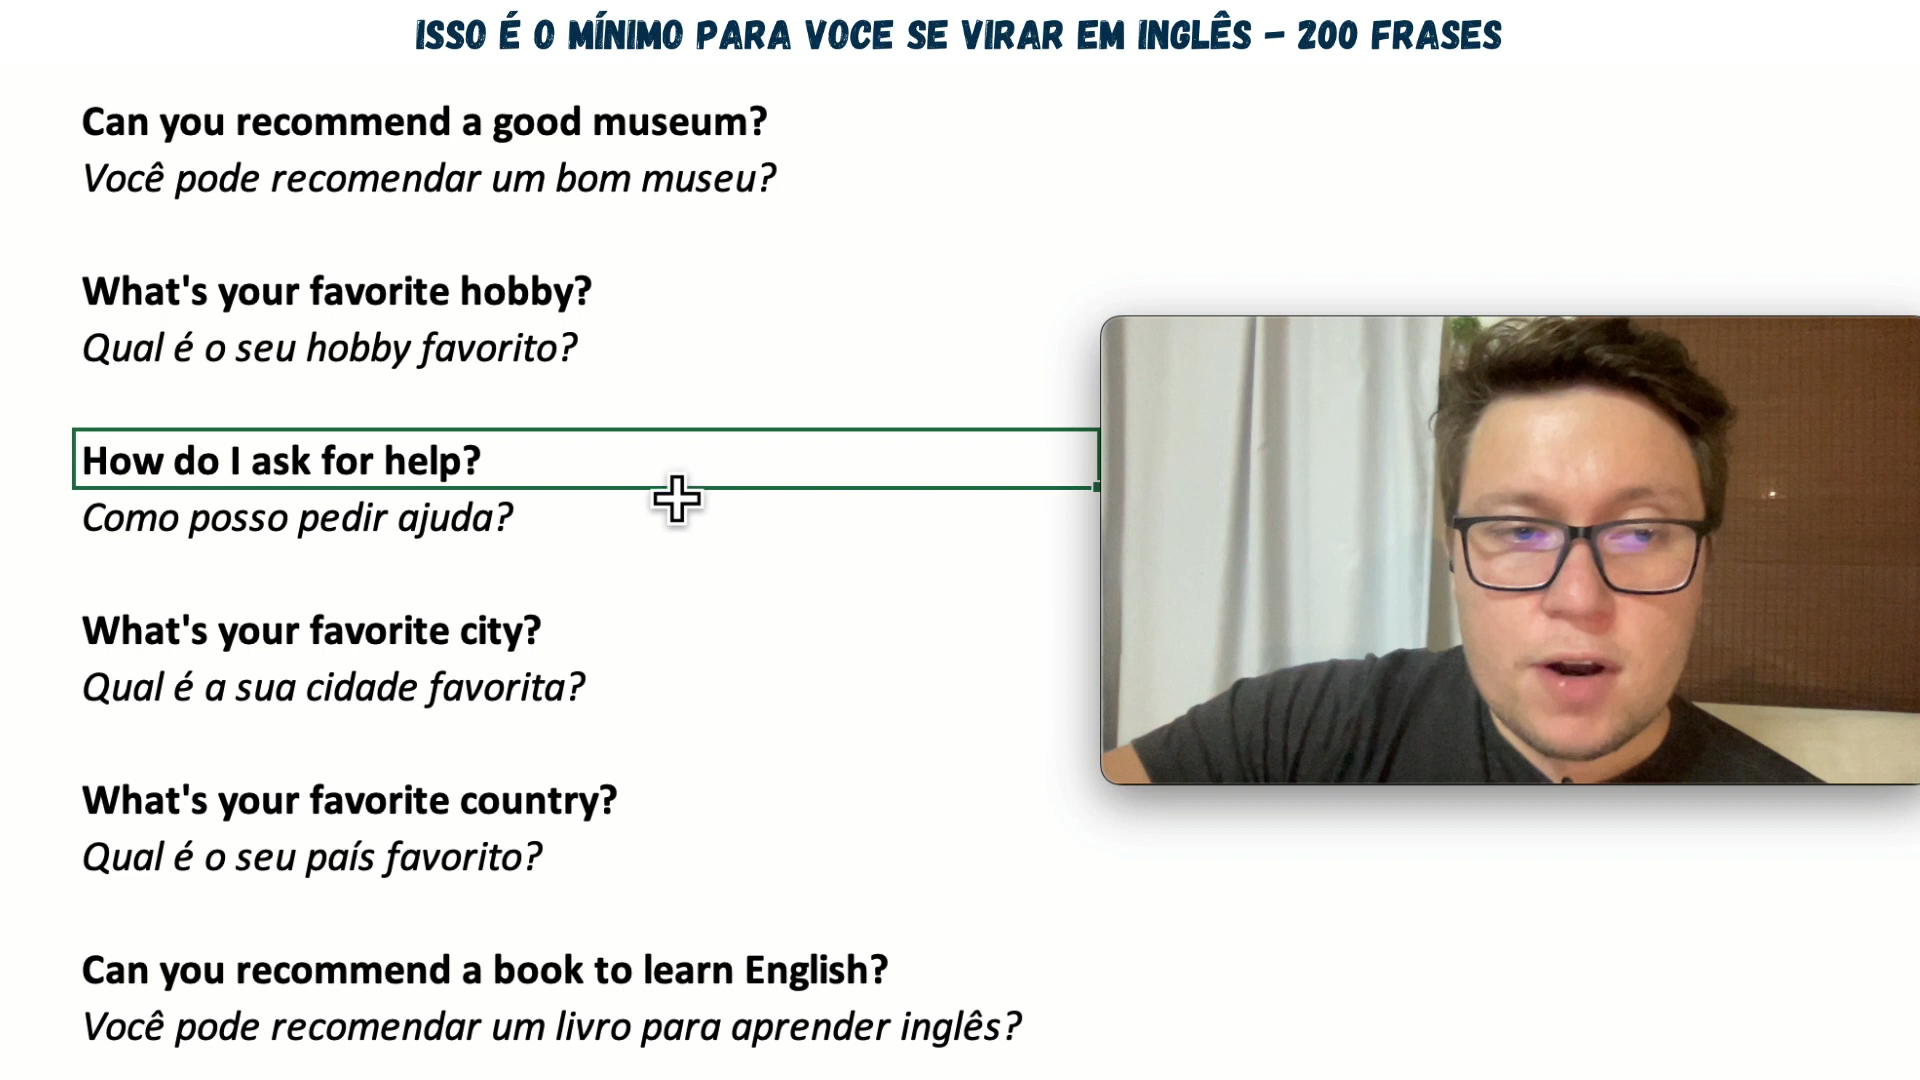 ISSO É O MÍNIMO PARA VOCE SE VIRAR EM INGLÊS - 200 FRASES
Can you recommend a good museum?
Você pode recomendar um bom museu?
What's your favorite hobby?
Qual é o seu hobby favorito?
How do I ask for help?
Como posso pedir ajuda?
What's your favorite city?
Qual é a sua cidade favorita?
What's your favorite country?
Qual é o seu país favorito?
Can you recommend a book to learn English?
Você pode recomendar um livro para aprender inglês?